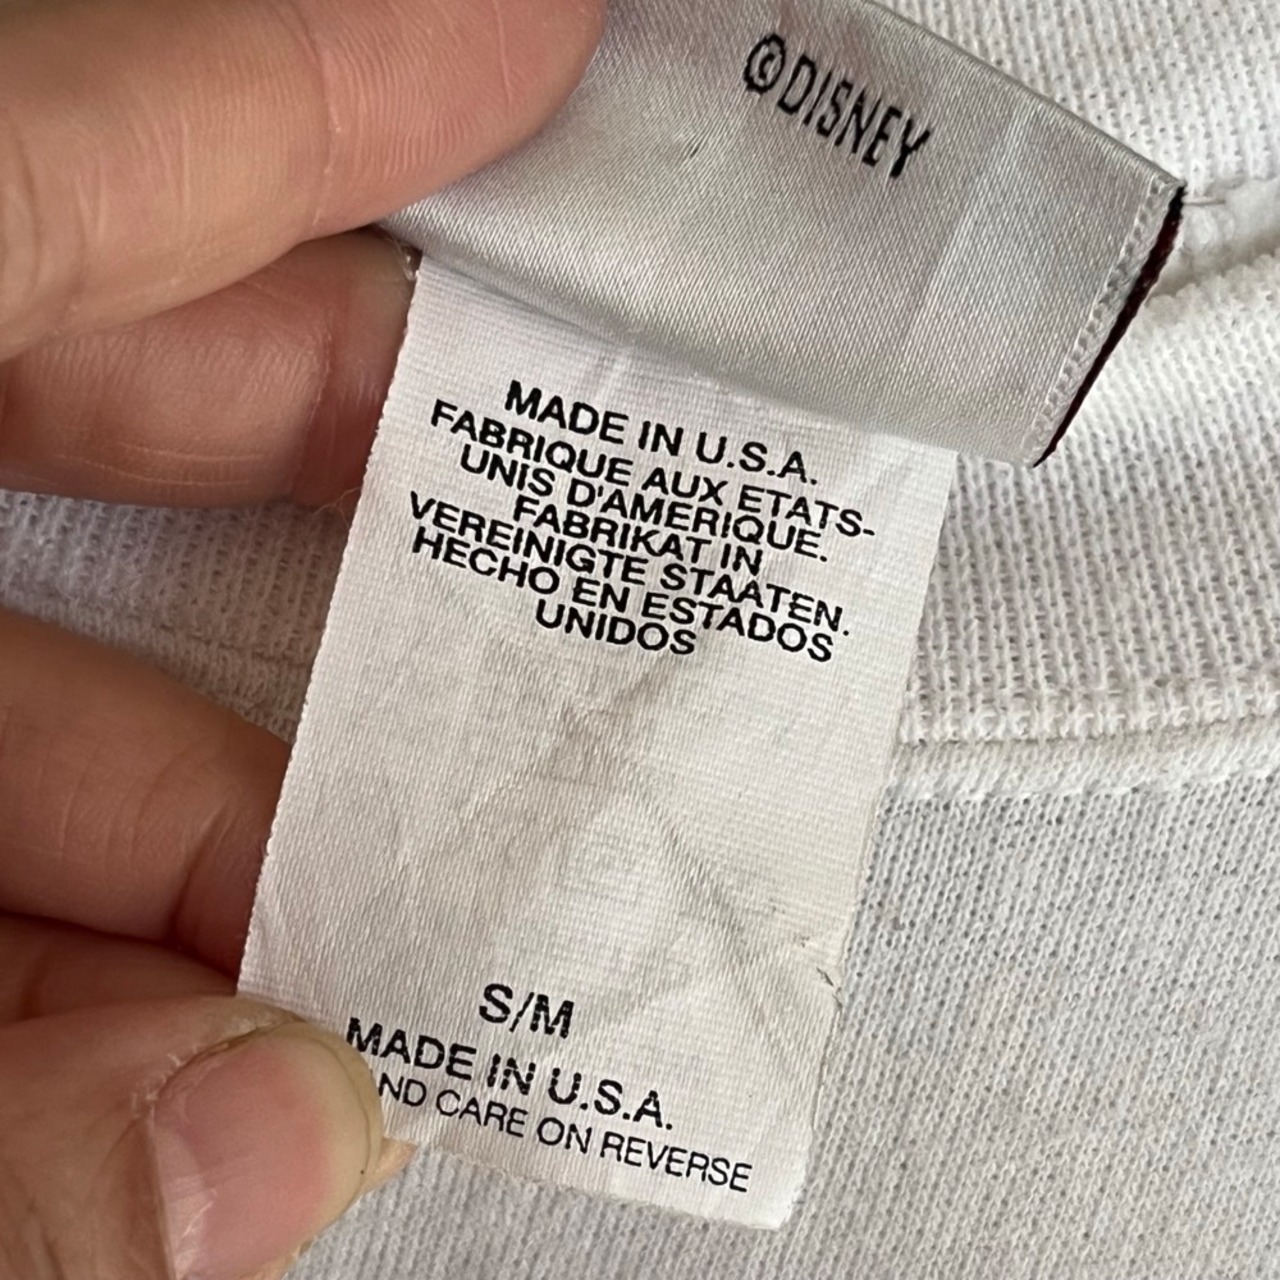 ©DISNEY
MADE IN U.S.A.
FABRIQUE AUX ETATS-
UNIS D'AMERIQUE.
FABRIKAT IN
VEREINIGTE STAATEN.
HECHO EN ESTADOS
UNIDOS
S/M
MADE IN U.S.A.
ND CARE ON REVERSE